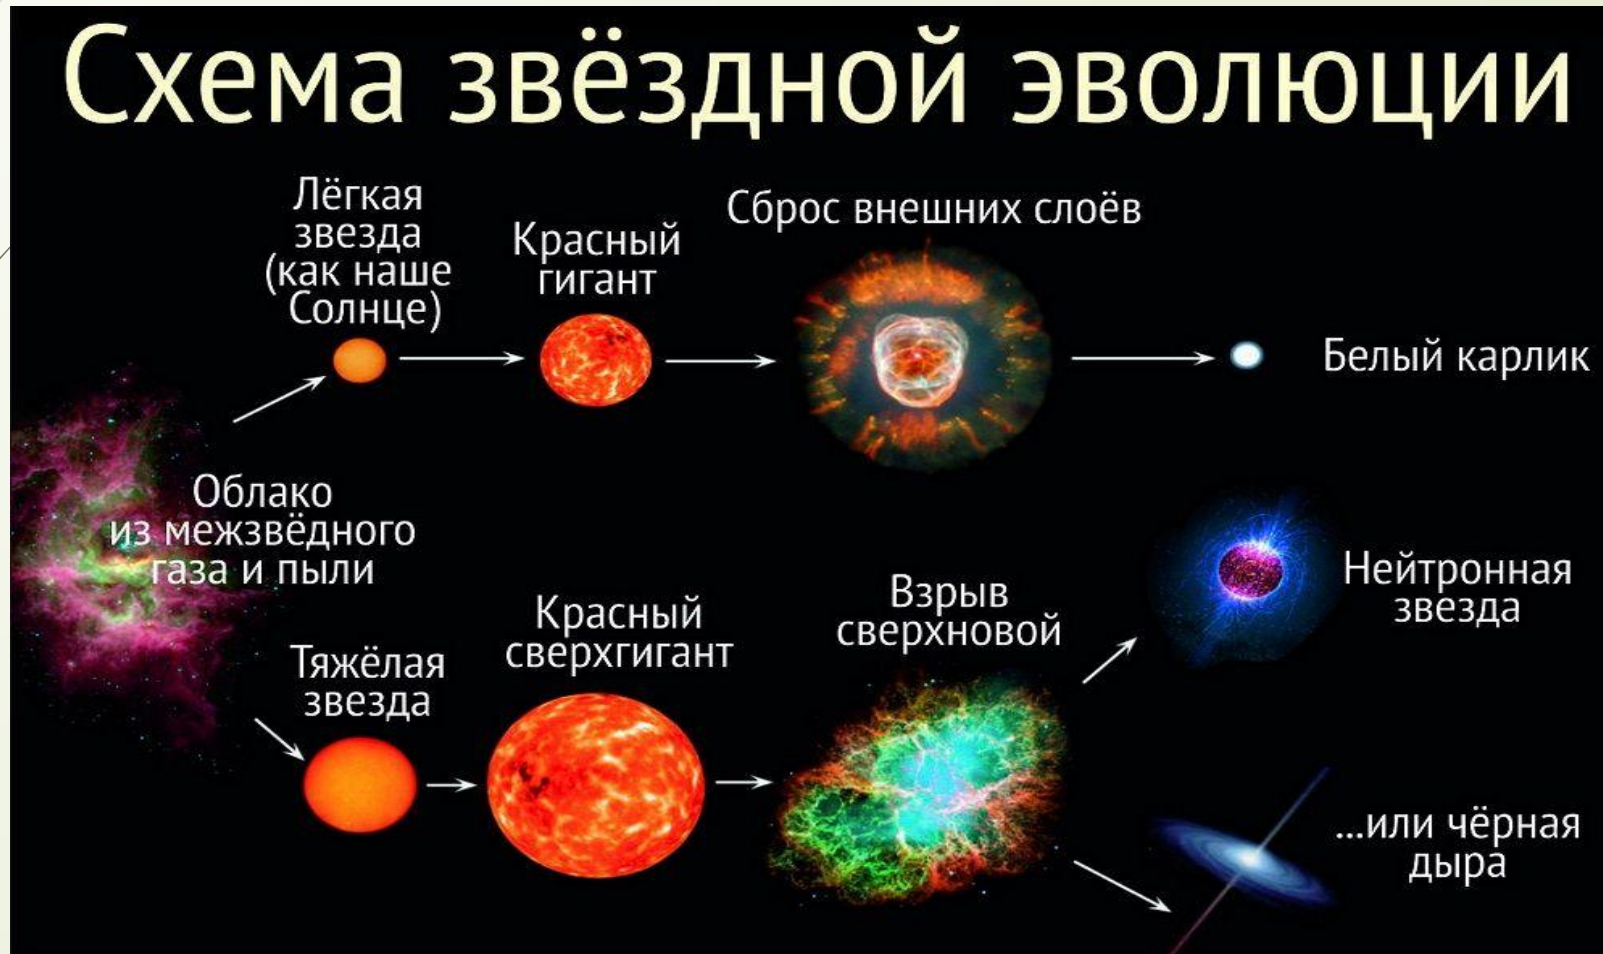 Схема звёздной эволюции
Лёгкая
звезда
(как наше
Солнце)
Красный
гигант
Сброс внешних слоёв
Белый карлик
Облако
из межзвёдного
газа и пыли
Тяжёлая
звезда
Красный
сверхгигант
Взрыв
сверхновой
Нейтронная
звезда
...или чёрная
дыра